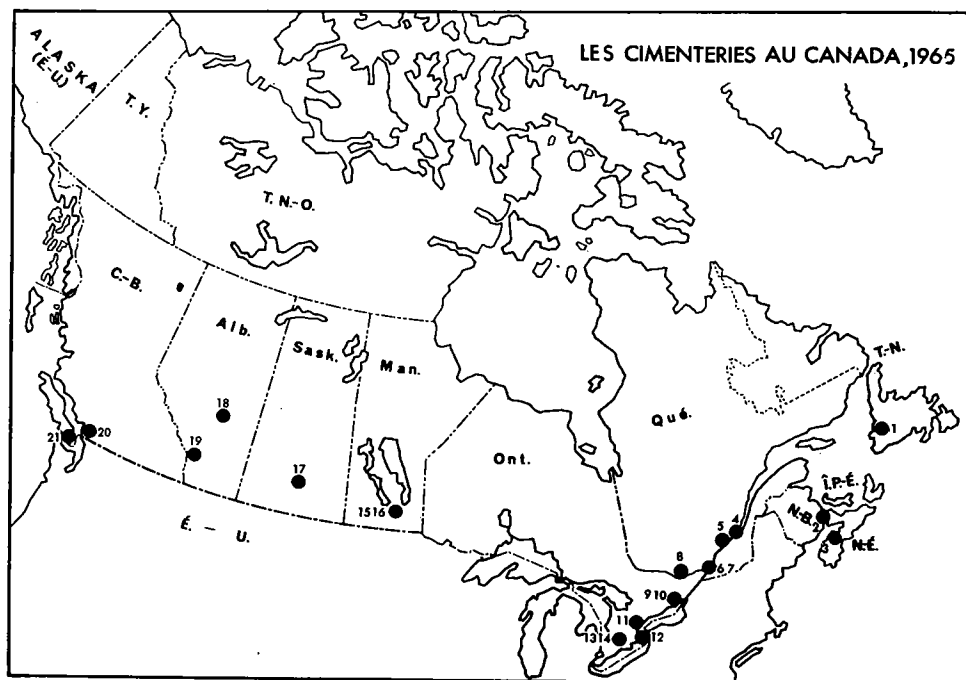 LES CIMENTERIES AU CANADA,1965
ALASKA
(É.-U.)
T.Y.
T.N.-O.
C.-B.
Alb.
Sask.
Man.
Ont.
Qué.
T.-N.
Î.P.-É.
N.-B.
N.-É.
É. — U.
1
2
3
4
5
6,7
8
9 10
11
12
13 14
15 16
17
18
19
20
21